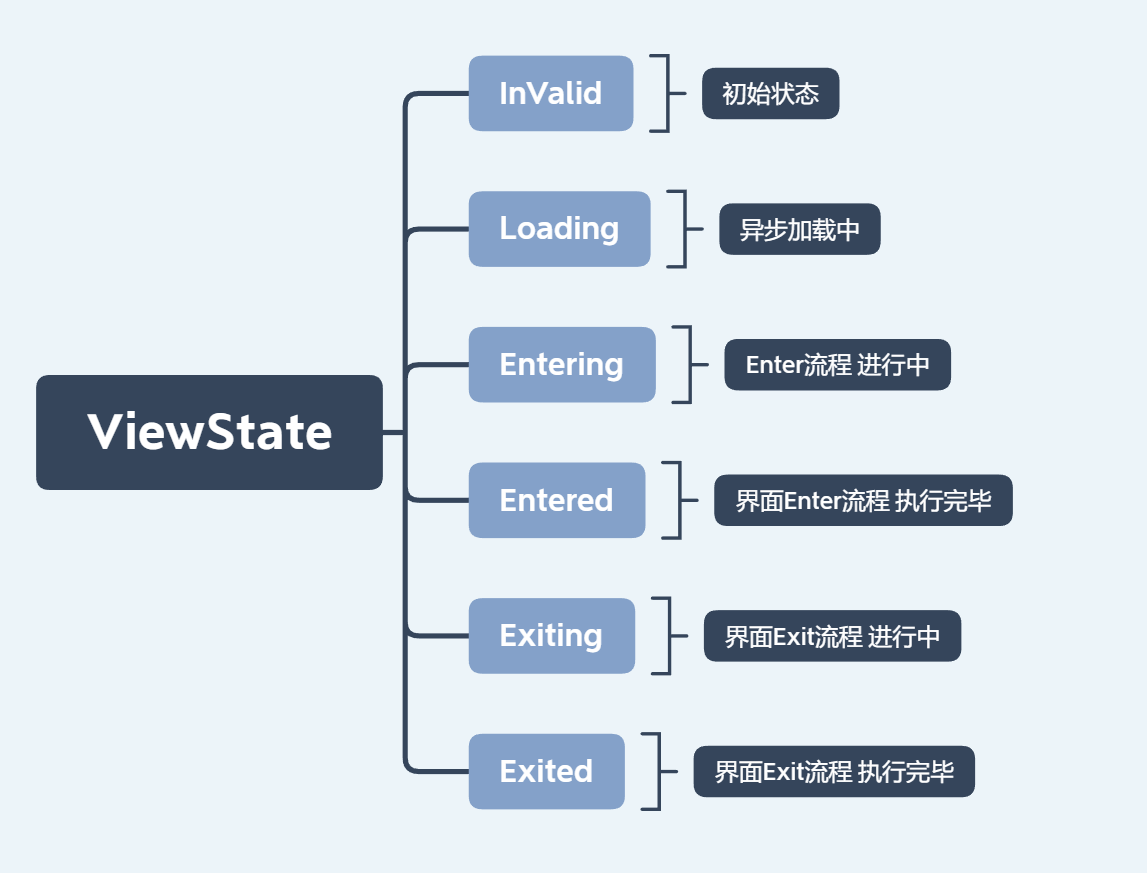 ViewState
InValid
初始状态
Loading
异步加载中
Entering
Enter流程 进行中
Entered
界面Enter流程 执行完毕
Exiting
界面Exit流程 进行中
Exited
界面Exit流程 执行完毕